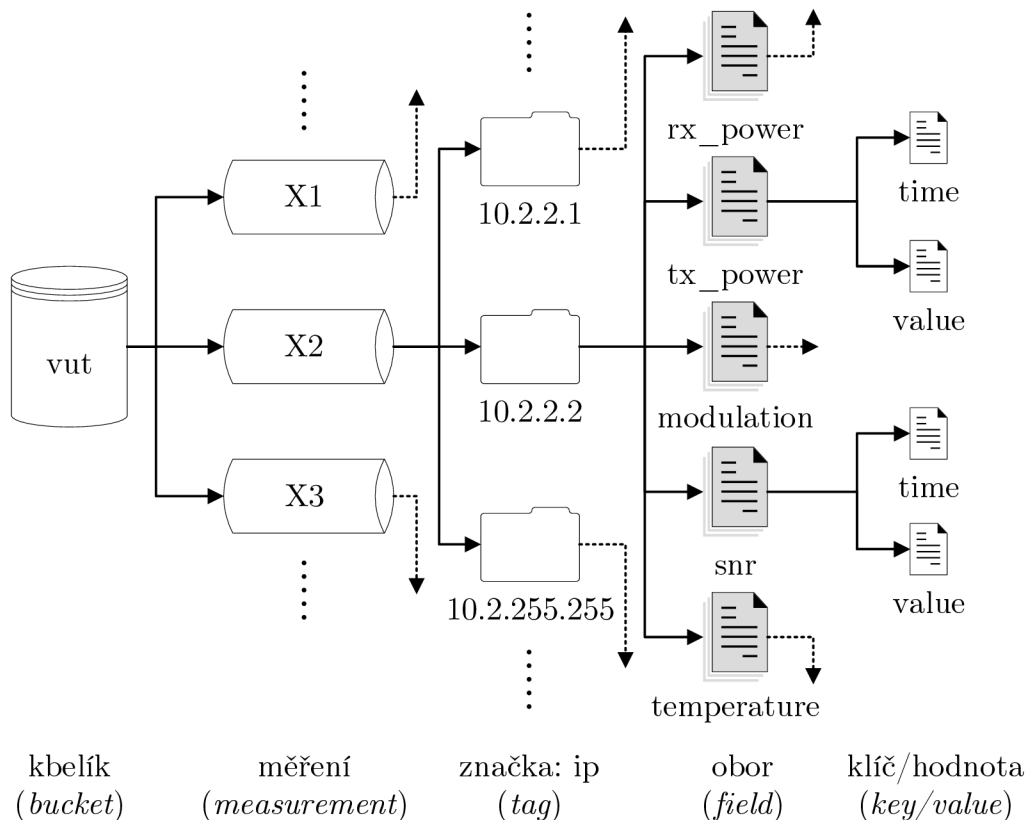 rx_power
X1
10.2.2.1
time
tx_power
value
vut
X2
10.2.2.2
modulation
X3
time
snr
10.2.255.255
value
temperature
kbelík
(bucket)
měření
(measurement)
značka: ip
(tag)
obor
(field)
klíč/hodnota
(key/value)